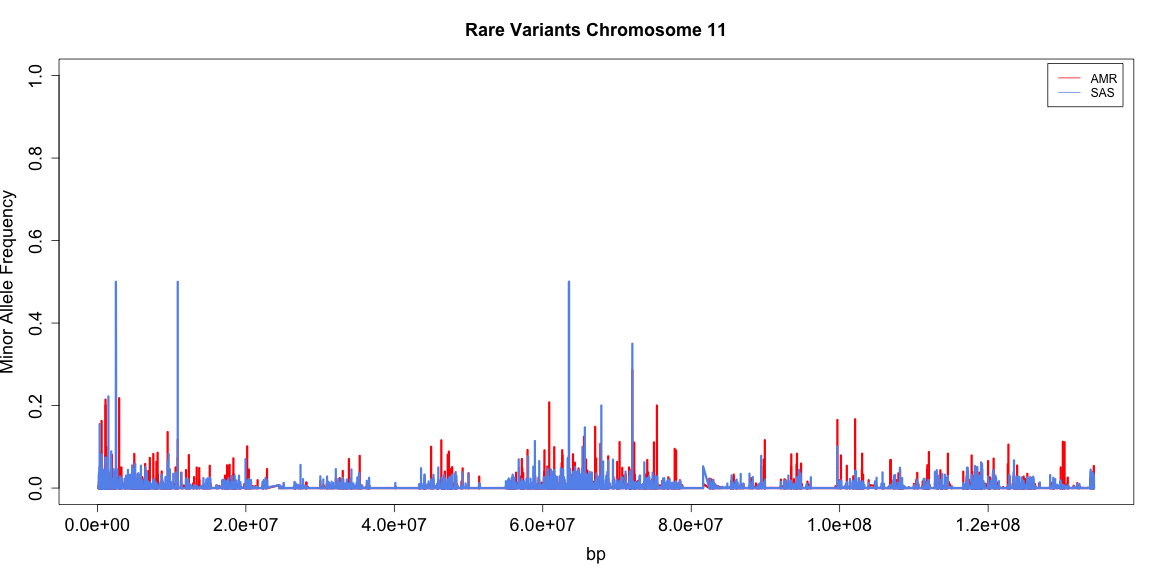 Rare Variants Chromosome 11
AMR
SAS
Minor Allele Frequency
1.0
0.8
0.6
0.4
0.2
0.0
0.0e+00 2.0e+07 4.0e+07 6.0e+07 8.0e+07 1.0e+08 1.2e+08
bp